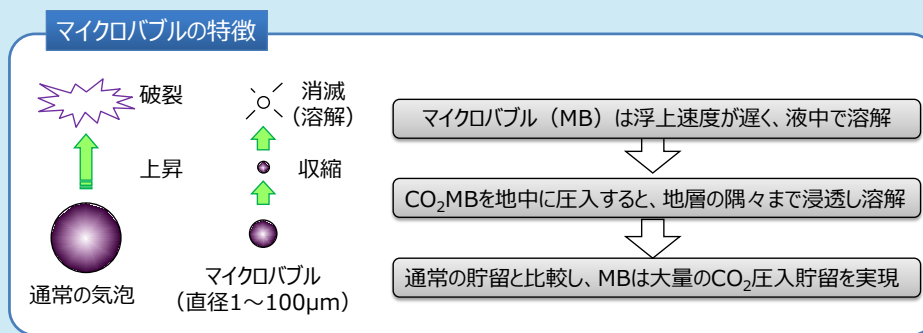 マイクロバブルの特徴
破裂
上昇
通常の気泡
消滅
（溶解）
収縮
マイクロバブル
（直径1～100μm）
マイクロバブル（MB）は浮上速度が遅く、液中で溶解
CO₂MBを地中に圧入すると、地層の隅々まで浸透し溶解
通常の貯留と比較し、MBは大量のCO₂圧入貯留を実現